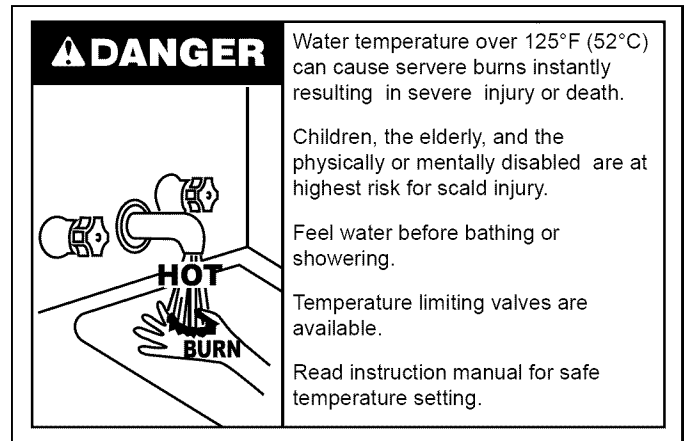 DANGER
Water temperature over 125°F (52°C)
can cause servere burns instantly
resulting in severe injury or death.
Children, the elderly, and the
physically or mentally disabled are at
highest risk for scald injury.
Feel water before bathing or
showering.
Temperature limiting valves are
available.
Read instruction manual for safe
temperature setting.
HOT
BURN